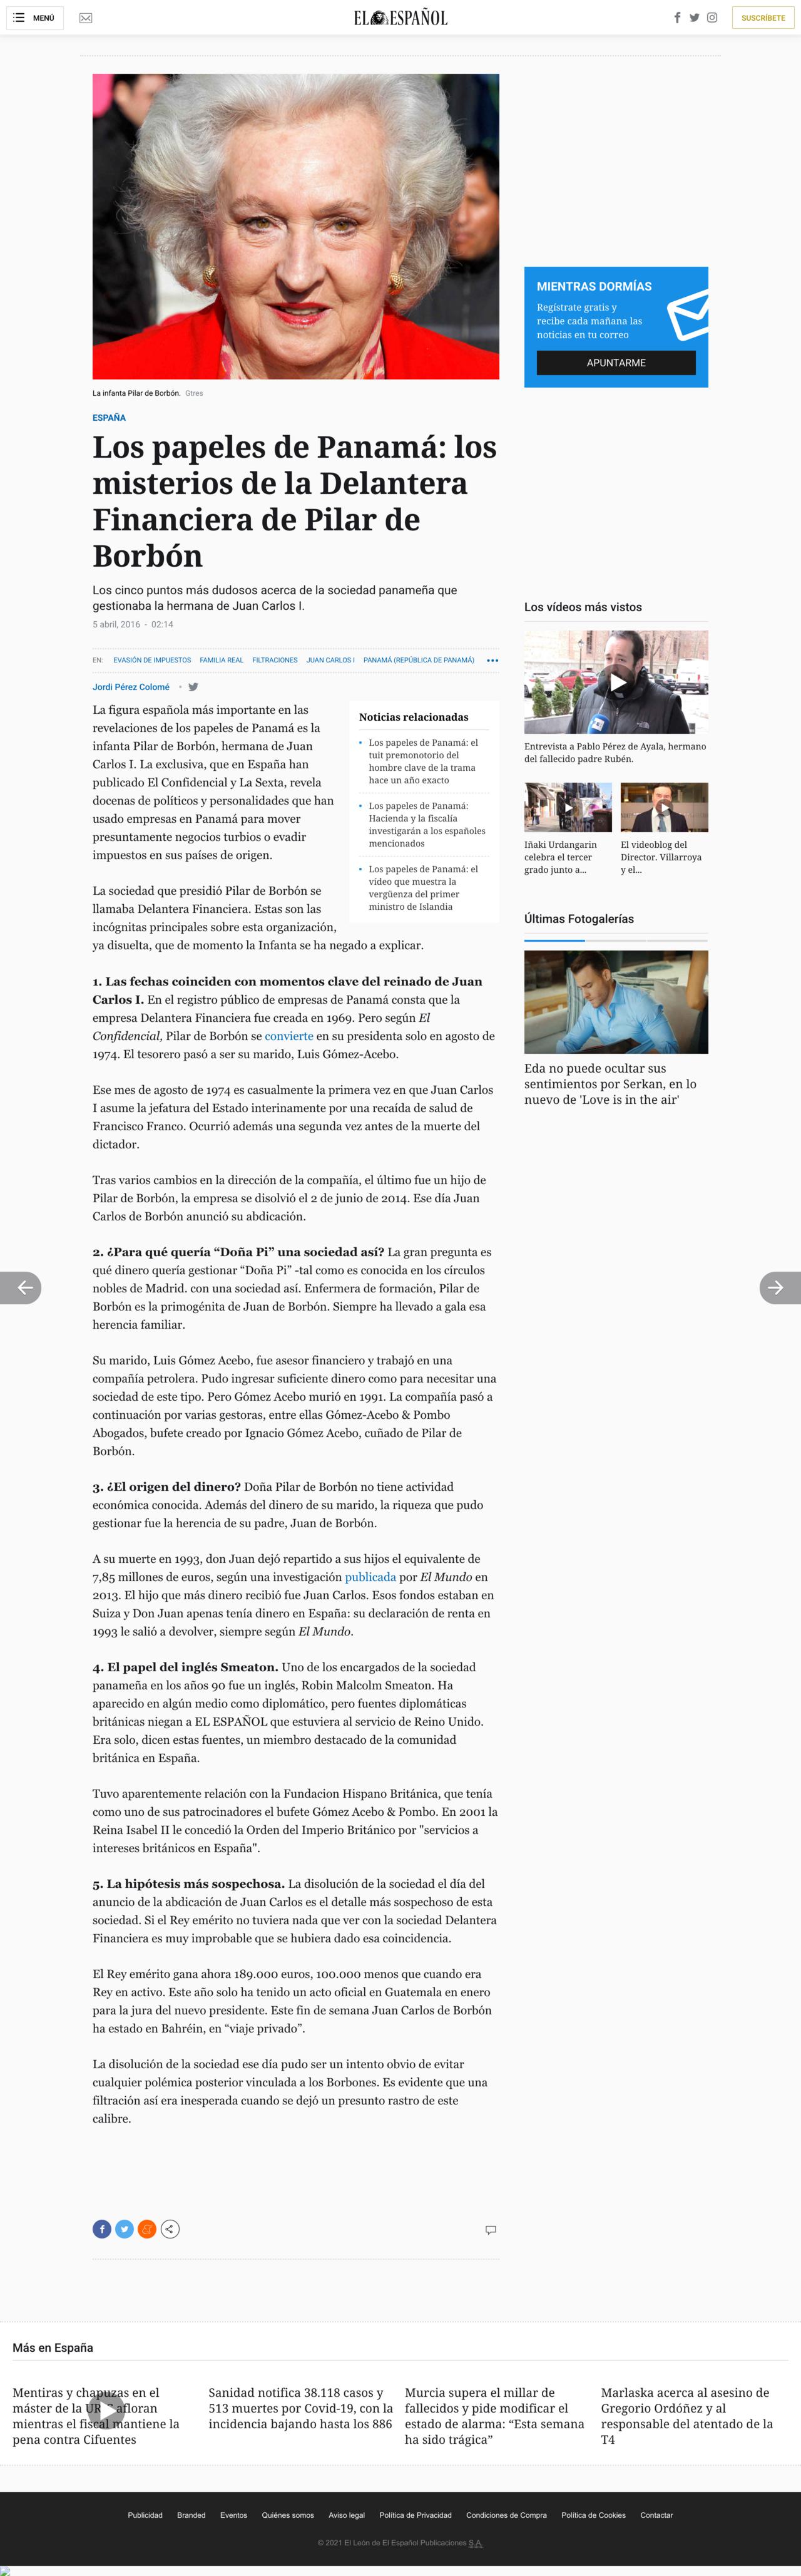 MENÚ
EL ESPAÑOL
SUSCRÍBETE
La infanta Pilar de Borbón. Gtres
ESPAÑA
Los papeles de Panamá: los
misterios de la Delantera
Financiera de Pilar de
Borbón
Los cinco puntos más dudosos acerca de la sociedad panameña que
gestionaba la hermana de Juan Carlos I.
5 abril, 2016 - 02:14
EN: EVASIÓN DE IMPUESTOS FAMILIA REAL FILTRACIONES JUAN CARLOS I PANAMÁ (REPÚBLICA DE PANAMÁ) •••
Jordi Pérez Colomé
La figura española más importante en las
revelaciones de los papeles de Panamá es la
infanta Pilar de Borbón, hermana de Juan
Carlos I. La exclusiva, que en España han
publicado El Confidencial y La Sexta, revela
docenas de políticos y personalidades que han
usado empresas en Panamá para mover
presuntamente negocios turbios o evadir
impuestos en sus países de origen.
Noticias relacionadas
Los papeles de Panamá: el
tuit premonotorio del
hombre clave de la trama
hace un año exacto
Los papeles de Panamá:
Hacienda y la fiscalía
investigarán a los españoles
mencionados
Los papeles de Panamá: el
vídeo que muestra la
vergüenza del primer
ministro de Islandia
La sociedad que presidió Pilar de Borbón se
llamaba Delantera Financiera. Estas son las
incógnitas principales sobre esta organización,
ya disuelta, que de momento la Infanta se ha negado a explicar.
1. Las fechas coinciden con momentos clave del reinado de Juan
Carlos I. En el registro público de empresas de Panamá consta que la
empresa Delantera Financiera fue creada en 1969. Pero según El
Confidencial, Pilar de Borbón se convierte en su presidenta solo en agosto de
1974. El tesorero pasó a ser su marido, Luis Gómez-Acebo.
Ese mes de agosto de 1974 es casualmente la primera vez en que Juan Carlos
I asume la jefatura del Estado interinamente por una recaída de salud de
Francisco Franco. Ocurrió además una segunda vez antes de la muerte del
dictador.
Tras varios cambios en la dirección de la compañía, el último fue un hijo de
Pilar de Borbón, la empresa se disolvió el 2 de junio de 2014. Ese día Juan
Carlos de Borbón anunció su abdicación.
2. ¿Para qué quería “Doña Pi” una sociedad así? La gran pregunta es
qué dinero quería gestionar “Doña Pi” -tal como es conocida en los círculos
nobles de Madrid. con una sociedad así. Enfermera de formación, Pilar de
Borbón es la primogénita de Juan de Borbón. Siempre ha llevado a gala esa
herencia familiar.
Su marido, Luis Gómez Acebo, fue asesor financiero y trabajó en una
compañía petrolera. Pudo ingresar suficiente dinero como para necesitar una
sociedad de este tipo. Pero Gómez Acebo murió en 1991. La compañía pasó a
continuación por varias gestoras, entre ellas Gómez-Acebo & Pombo
Abogados, bufete creado por Ignacio Gómez Acebo, cuñado de Pilar de
Borbón.
3. ¿El origen del dinero? Doña Pilar de Borbón no tiene actividad
económica conocida. Además del dinero de su marido, la riqueza que pudo
gestionar fue la herencia de su padre, Juan de Borbón.
A su muerte en 1993, don Juan dejó repartido a sus hijos el equivalente de
7,85 millones de euros, según una investigación publicada por El Mundo en
2013. El hijo que más dinero recibió fue Juan Carlos. Esos fondos estaban en
Suiza y Don Juan apenas tenía dinero en España: su declaración de renta en
1993 le salió a devolver, siempre según El Mundo.
4. El papel del inglés Smeaton. Uno de los encargados de la sociedad
panameña en los años 90 fue un inglés, Robin Malcolm Smeaton. Ha
aparecido en algún medio como diplomático, pero fuentes diplomáticas
británicas niegan a EL ESPAÑOL que estuviera al servicio de Reino Unido.
Era solo, dicen estas fuentes, un miembro destacado de la comunidad
británica en España.
Tuvo aparentemente relación con la Fundacion Hispano Británica, que tenía
como uno de sus patrocinadores el bufete Gómez Acebo & Pombo. En 2001 la
Reina Isabel II le concedió la Orden del Imperio Británico por "servicios a
intereses británicos en España".
5. La hipótesis más sospechosa. La disolución de la sociedad el día del
anuncio de la abdicación de Juan Carlos es el detalle más sospechoso de esta
sociedad. Si el Rey emérito no tuviera nada que ver con la sociedad Delantera
Financiera es muy improbable que se hubiera dado esa coincidencia.
El Rey emérito gana ahora 189.000 euros, 100.000 menos que cuando era
Rey en activo. Este año solo ha tenido un acto oficial en Guatemala en enero
para la jura del nuevo presidente. Este fin de semana Juan Carlos de Borbón
ha estado en Bahréin, en “viaje privado”.
La disolución de la sociedad ese día pudo ser un intento obvio de evitar
cualquier polémica posterior vinculada a los Borbones. Es evidente que una
filtración así era inesperada cuando se dejó un presunto rastro de este
calibre.
MIENTRAS DORMÍAS
Regístrate gratis y
recibe cada mañana las
noticias en tu correo
APUNTARME
Los vídeos más vistos
Entrevista a Pablo Pérez de Ayala, hermano
del fallecido padre Rubén.
Iñaki Urdangarin
celebra el tercer
grado junto a...
El videoblog del
Director. Villarroya
y el...
Últimas Fotogalerías
Eda no puede ocultar sus
sentimientos por Serkan, en lo
nuevo de 'Love is in the air'
Más en España
Mentiras y chapuzas en el
máster de la URJC afloran
mientras el fiscal mantiene la
pena contra Cifuentes
Sanidad notifica 38.118 casos y
513 muertes por Covid-19, con la
incidencia bajando hasta los 886
Murcia supera el millar de
fallecidos y pide modificar el
estado de alarma: “Esta semana
ha sido trágica”
Marlaska acerca al asesino de
Gregorio Ordóñez y al
responsable del atentado de la
T4
Publicidad Branded Eventos Quiénes somos Aviso legal Política de Privacidad Condiciones de Compra Política de Cookies Contactar
© 2021 El León de El Español Publicaciones S.A.